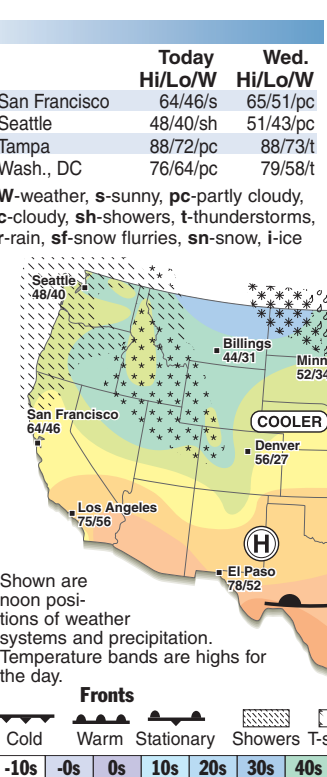 Today Wed.
Hi/Lo/W Hi/Lo/W
San Francisco 64/46/s 65/51/pc
Seattle 48/40/sh 51/43/pc
Tampa 88/72/pc 88/73/t
Wash., DC 76/64/pc 79/58/t
W-weather, s-sunny, pc-partly cloudy,
c-cloudy, sh-showers, t-thunderstorms,
r-rain, sf-snow flurries, sn-snow, i-ice
Seattle
48/40
Billings
44/31
Minn
52/34
San Francisco
64/46
COOLER
Denver
56/27
Los Angeles
75/56
H
El Paso
78/52
Shown are
noon posi-
tions of weather
systems and precipitation.
Temperature bands are highs for
the day.
Fronts
Cold Warm Stationary Showers T-s
-10s -0s 0s 10s 20s 30s 40s